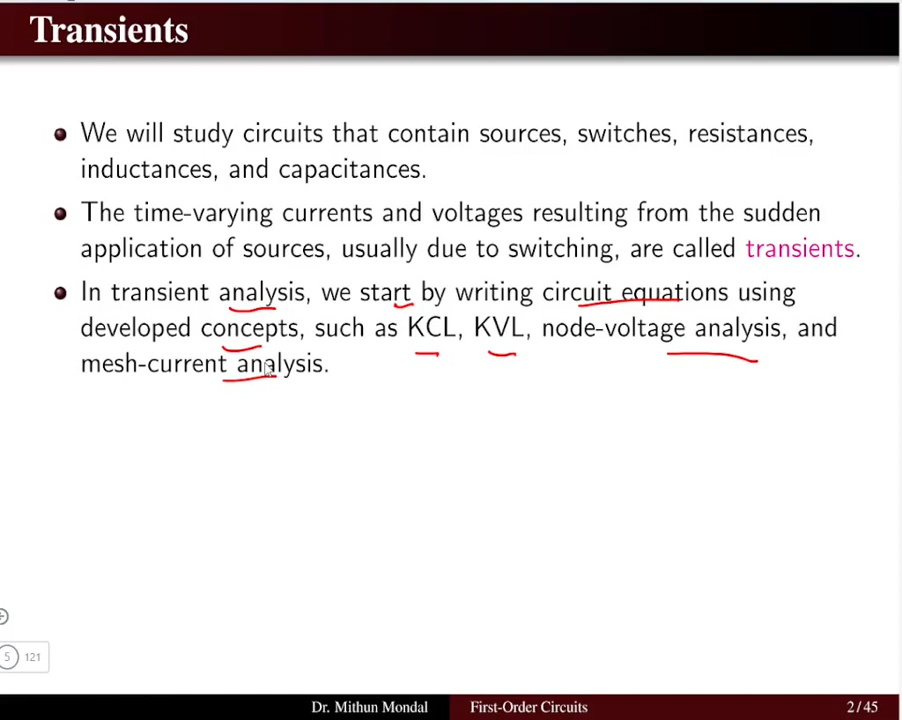 Transients
We will study circuits that contain sources, switches, resistances,
inductances, and capacitances.
The time-varying currents and voltages resulting from the sudden
application of sources, usually due to switching, are called transients.
In transient analysis, we start by writing circuit equations using
developed concepts, such as KCL, KVL, node-voltage analysis, and
mesh-current analysis.
5 121
Dr. Mithun Mondal First-Order Circuits 2/45